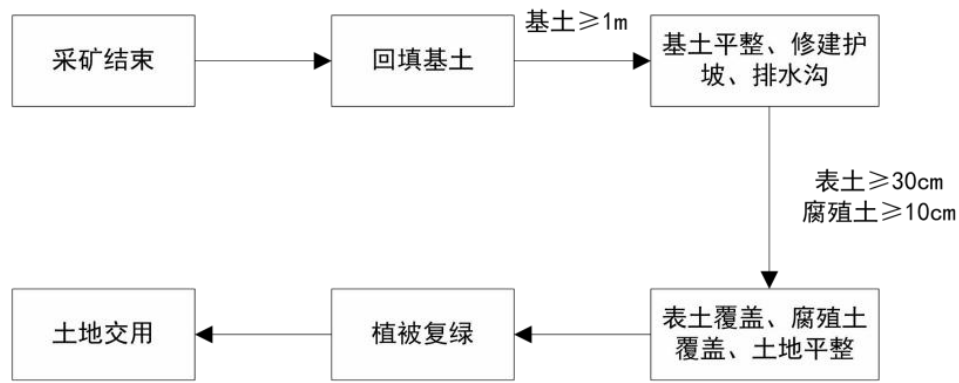 采矿结束
回填基土
基土≥1m
基土平整、修建护
坡、排水沟
表土≥30cm
腐殖土≥10cm
表土覆盖、腐殖土
覆盖、土地平整
植被复绿
土地交用